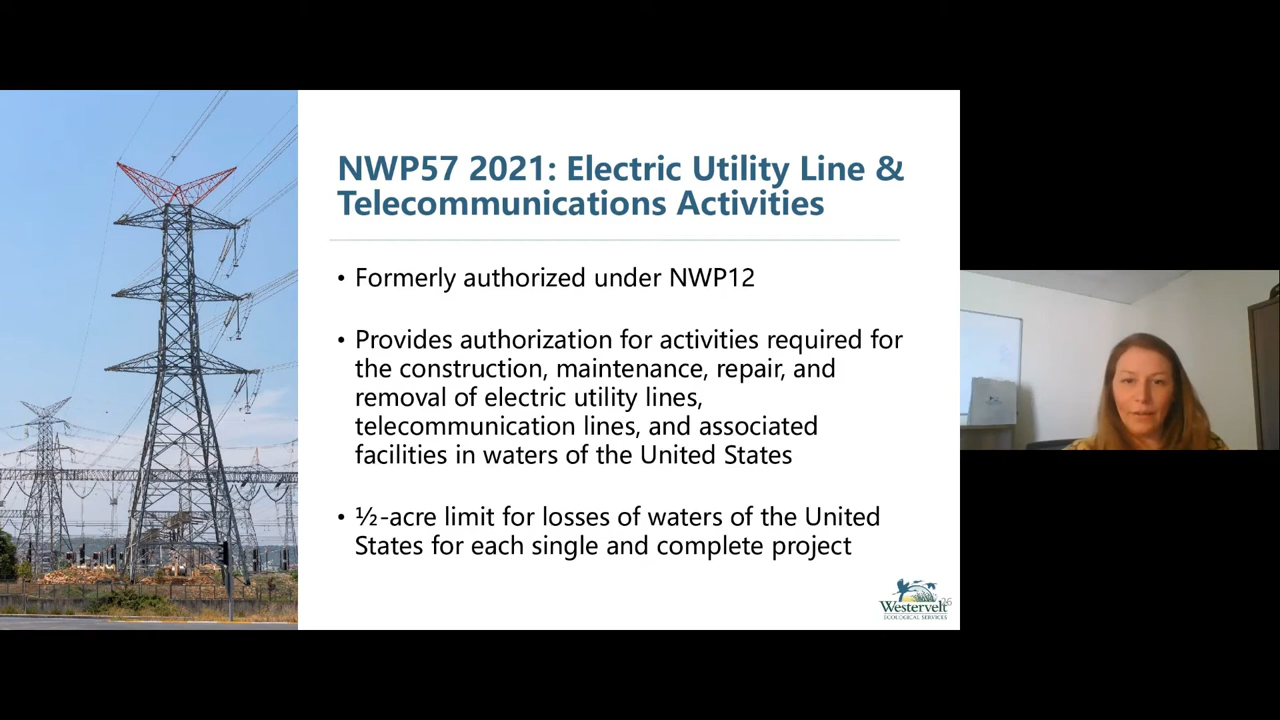 NWP57 2021: Electric Utility Line &
Telecommunications Activities
• Formerly authorized under NWP12
• Provides authorization for activities required for
the construction, maintenance, repair, and
removal of electric utility lines,
telecommunication lines, and associated
facilities in waters of the United States
• ½-acre limit for losses of waters of the United
States for each single and complete project
Westervelt
ECOLOGICAL SERVICES
26